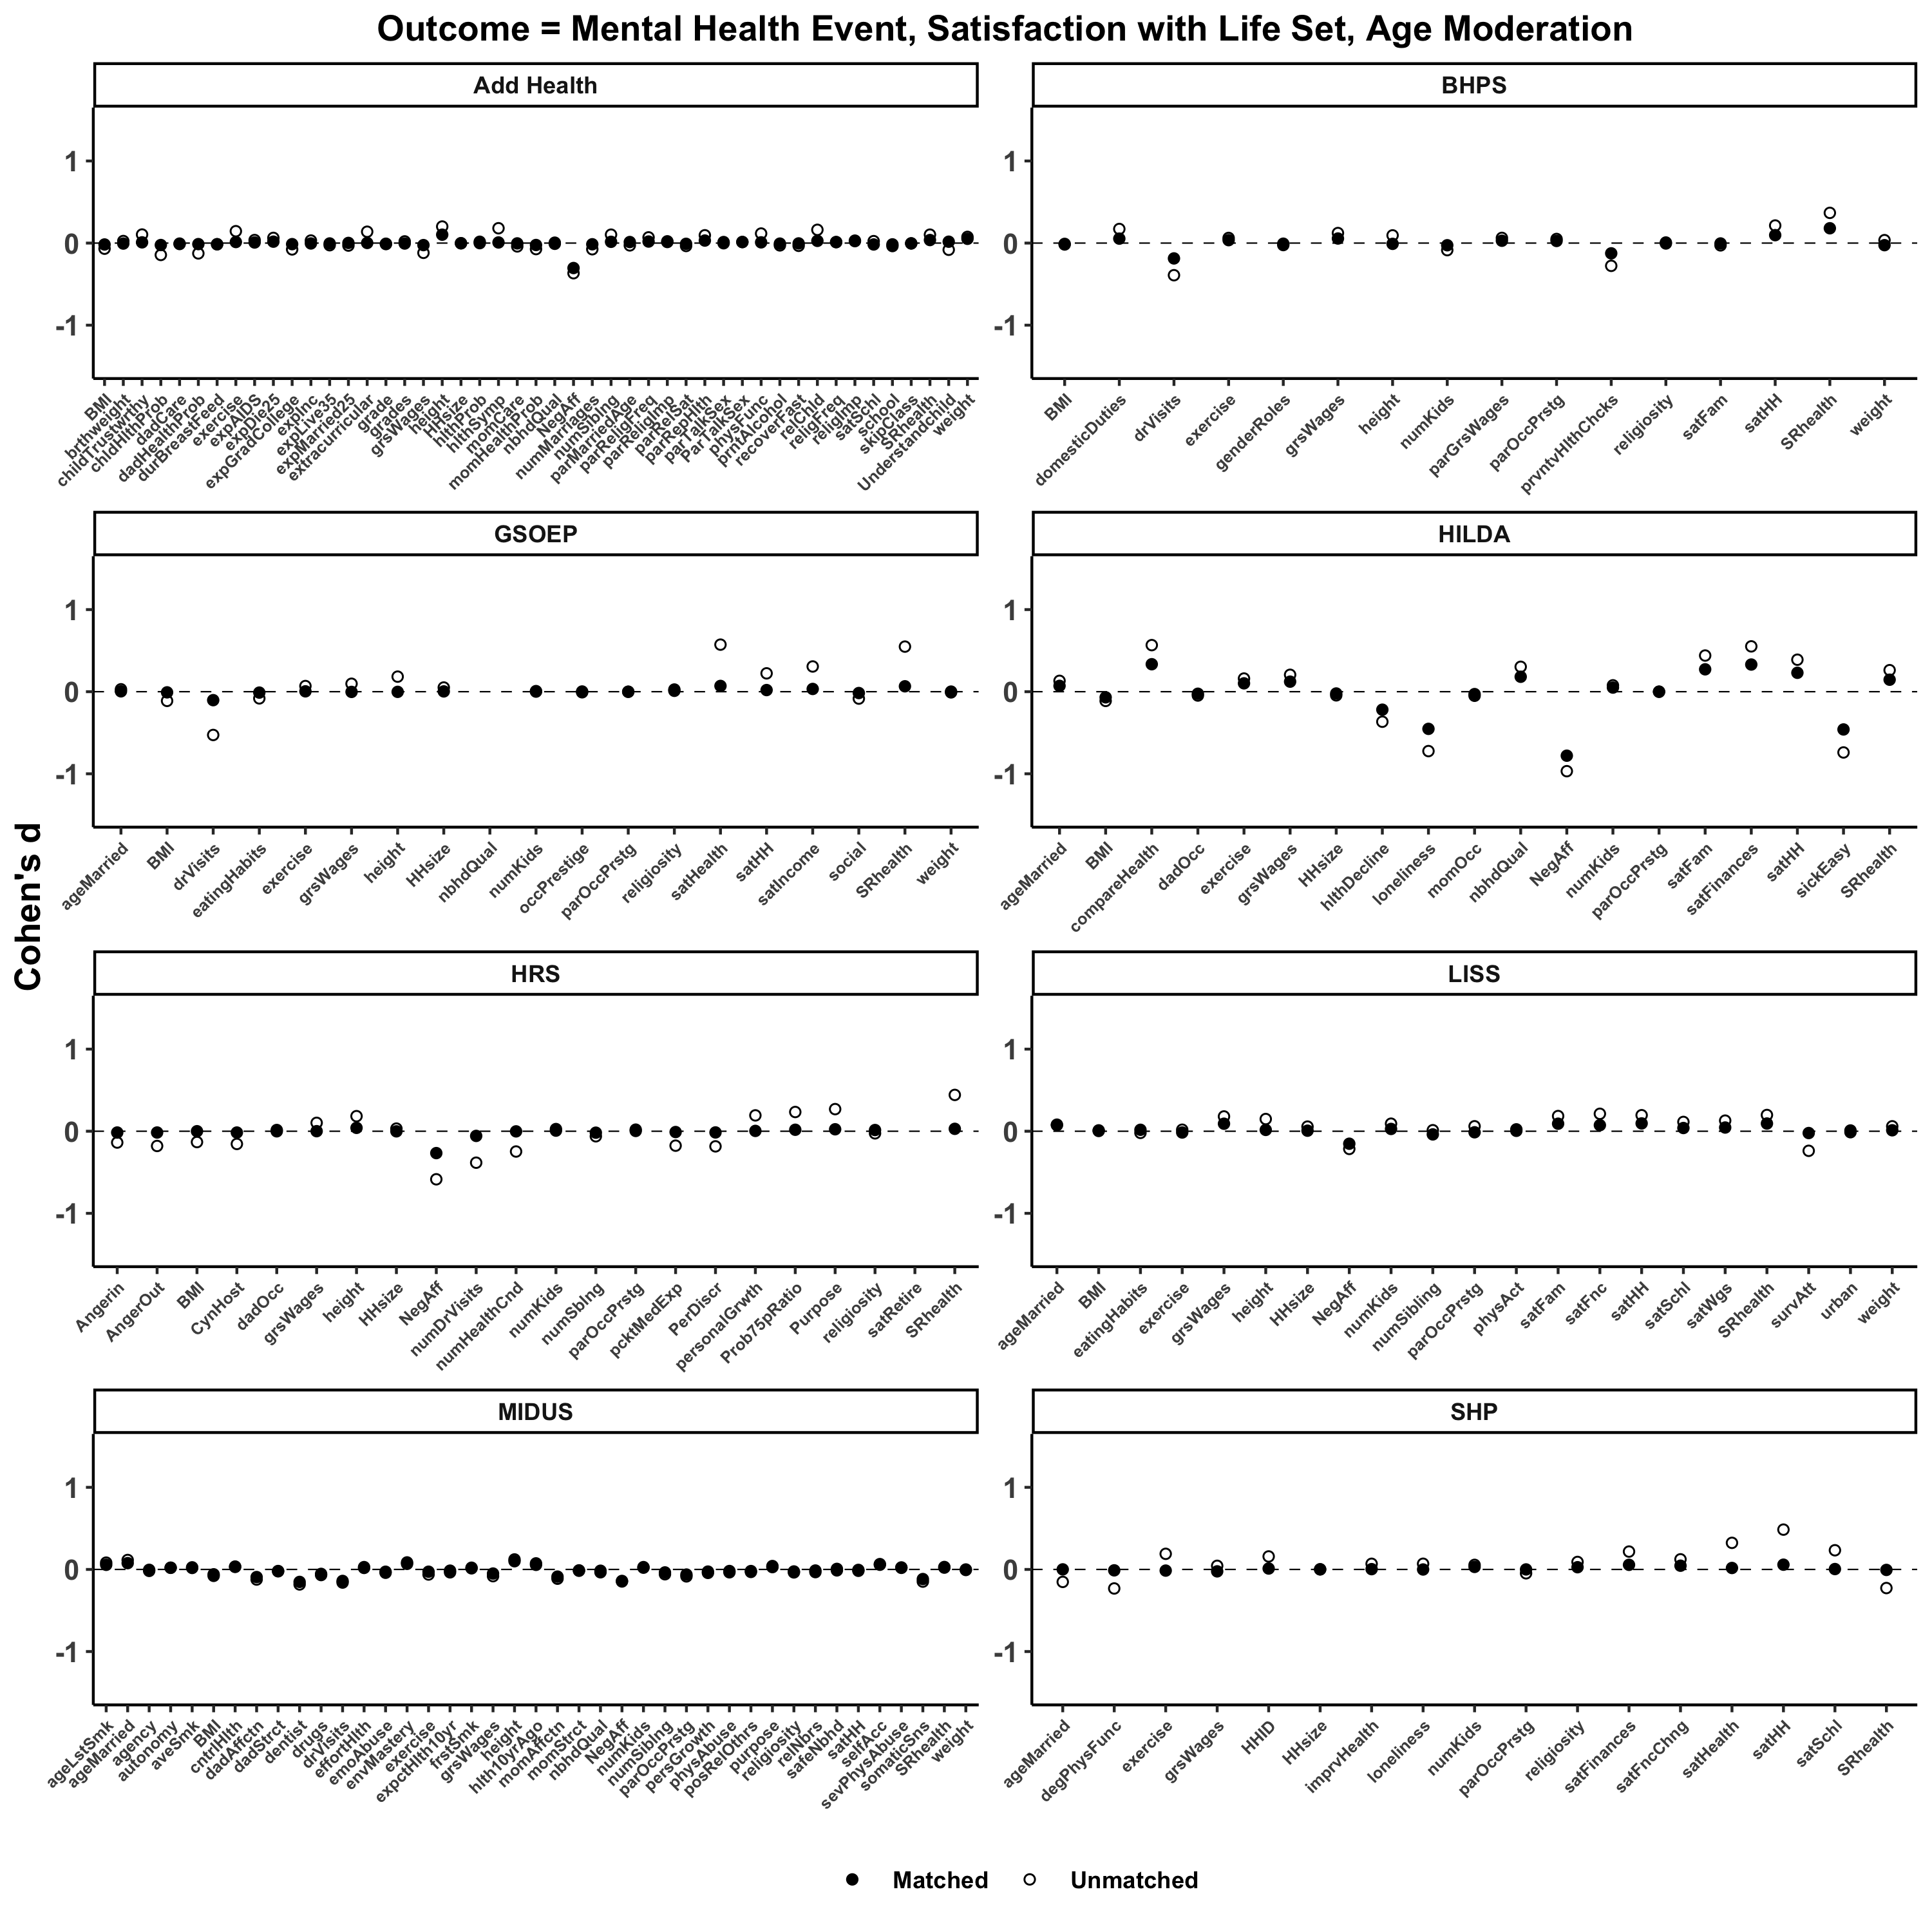 Outcome = Mental Health Event, Satisfaction with Life Set, Age Moderation
Cohen's d
Add Health
1
0
-1
BMI
brthweight
childTrustworthy
chldHlthProb
dadCare
dadHealthProb
durBreastFeed
exercise
expAIDS
expDie25
expGradCollege
expInc
expLive35
expMarried25
extracurricular
grade
grades
grsWages
height
HHsize
hlthProb
hlthSymp
momCare
momHealthProb
nbhdQual
NegAff
numMarriages
numSibing
parMarriedAge
parReligfreq
parReligImp
parRelSat
parRepHlth
parTalkSex
ParTalkSex
physFunc
prntAlcohol
recoverFast
relChld
religFreq
religImp
satSchl
school
skipClass
SRhealth
Understandchild
weight
BHPS
1
0
-1
BMI
domesticDuties
drVisits
exercise
genderRoles
grsWages
height
numKids
parGrsWages
parOccPrstg
prvntvHlthChcks
religiosity
satFam
satHH
SRhealth
weight
GSOEP
1
0
-1
ageMarried
BMI
drVisits
eatingHabits
exercise
grsWages
height
HHsize
nbhdQual
numKids
occPrestige
parOccPrstg
religiosity
satHealth
satHH
satIncome
social
SRhealth
weight
HILDA
1
0
-1
ageMarried
BMI
compareHealth
dadOcc
exercise
grsWages
HHsize
hlthDecline
loneliness
momOcc
nbhdQual
NegAff
numKids
parOccPrstg
satFam
satFinances
satHH
sickEasy
SRhealth
HRS
1
0
-1
Angerin
AngerOut
BMI
CynHost
dadOcc
grsWages
height
HHsize
NegAff
numDrVisits
numHealthCnd
numKids
numSbIng
parOccPrstg
pcktMedExp
PerDiscr
personalGrwth
Prob75pRatio
Purpose
religiosity
satRetire
SRhealth
LISS
1
0
-1
ageMarried
BMI
eatingHabits
exercise
grsWages
height
HHsize
NegAff
numKids
numSibling
parOccPrstg
physAct
satFam
satFnc
satHH
satSchl
satWgs
SRhealth
survAtt
urban
weight
MIDUS
1
0
-1
ageLstSmk
ageMarried
agency
autonomy
aveSmk
BMI
cntrlHlth
dadAffctn
dadStrct
dentist
drugs
drVisits
effortHlth
emoAbuse
envMastery
exercise
expctHlth10yr
frstSmk
grsWages
height
hlth10yrAgo
momAffctn
momStrct
nbhdQual
NegAff
numKids
numSiblng
parOccPrstg
persGrowth
physAbuse
posRelOthrs
purpose
religiosity
relNbrs
safeNbhd
satHH
selfAcc
sevPhysAbuse
somaticSns
SRhealth
weight
SHP
1
0
-1
ageMarried
degPhysFunc
exercise
grsWages
HHID
HHsize
imprvHealth
loneliness
numKids
parOccPrstg
religiosity
satFinances
satFncChng
satHealth
satHH
satSchl
SRhealth
Matched
Unmatched